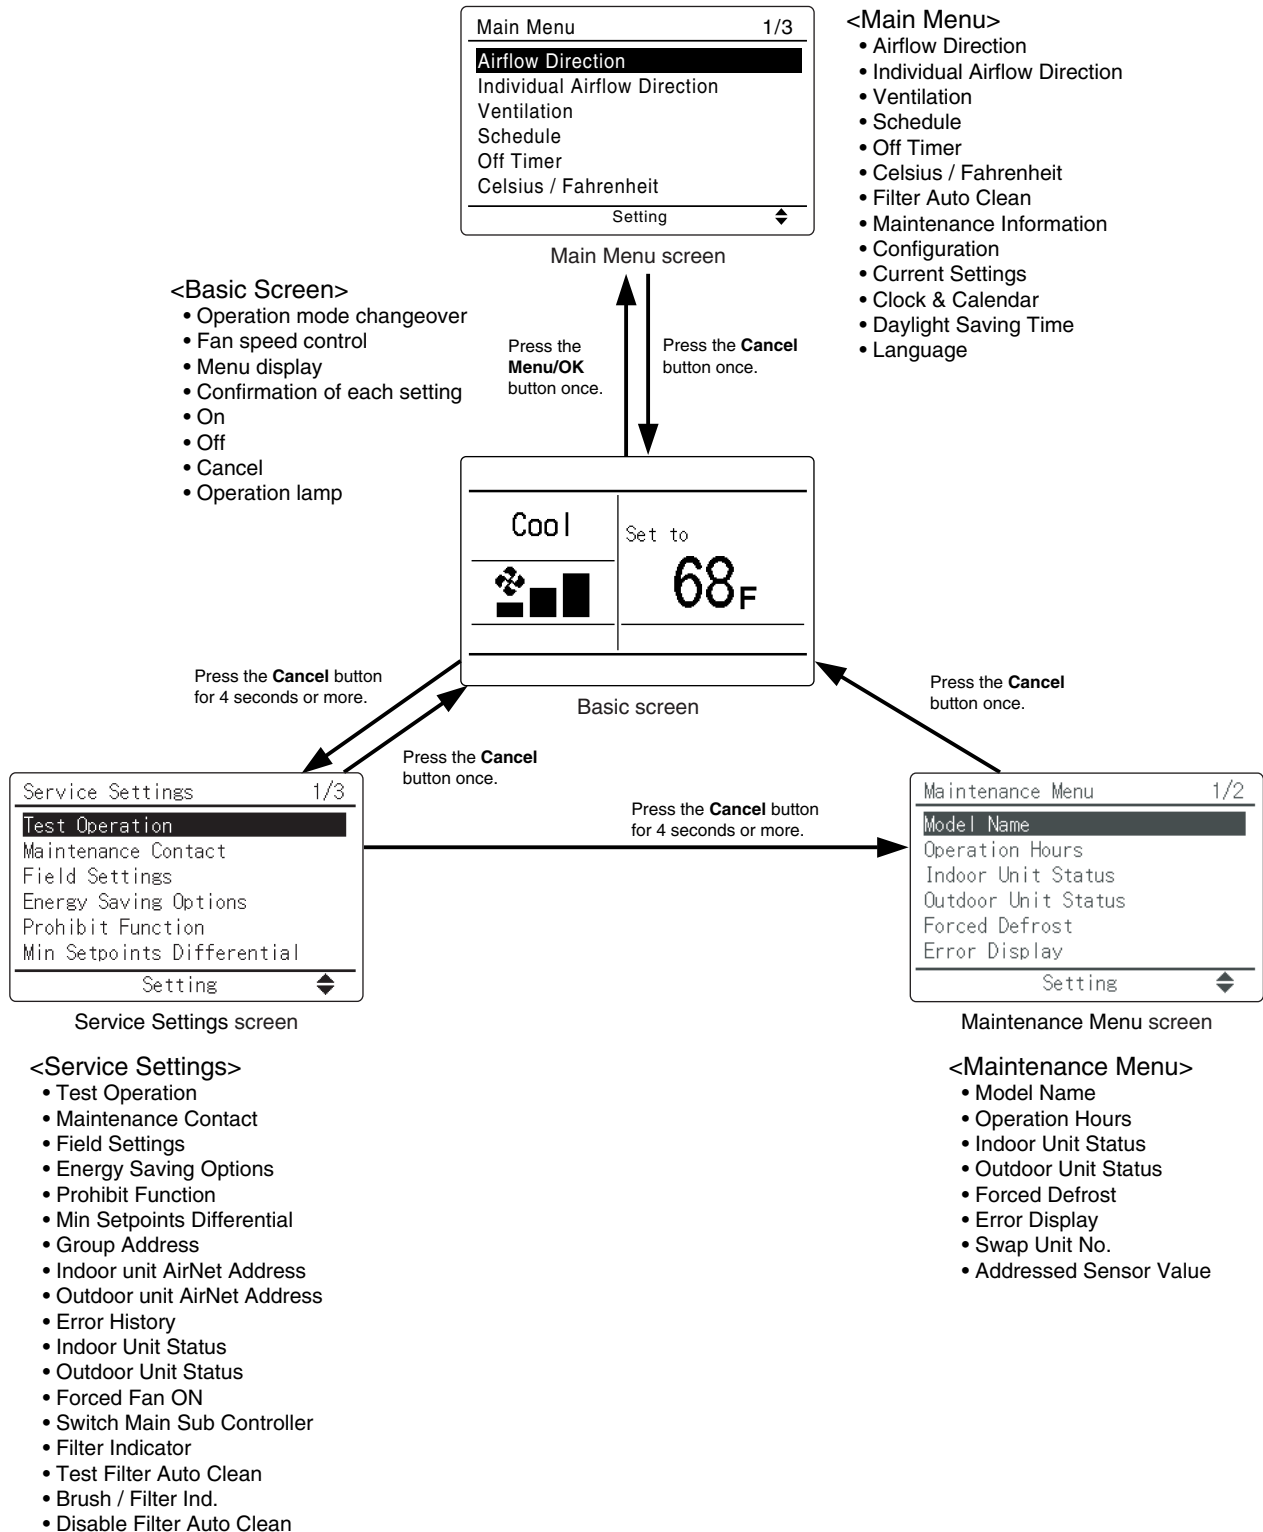 Main Menu 1/3
Airflow Direction
Individual Airflow Direction
Ventilation
Schedule
Off Timer
Celsius / Fahrenheit
Setting
Main Menu screen
<Main Menu>
• Airflow Direction
• Individual Airflow Direction
• Ventilation
• Schedule
• Off Timer
• Celsius / Fahrenheit
• Filter Auto Clean
• Maintenance Information
• Configuration
• Current Settings
• Clock & Calendar
• Daylight Saving Time
• Language
<Basic Screen>
• Operation mode changeover
• Fan speed control
• Menu display
• Confirmation of each setting
• On
• Off
• Cancel
• Operation lamp
Press the
Menu/OK
button once.
Press the Cancel
button once.
Cool
Set to
68F
Basic screen
Press the Cancel button
for 4 seconds or more.
Press the Cancel
button once.
Press the Cancel
button once.
Press the Cancel button
for 4 seconds or more.
Service Settings 1/3
Test Operation
Maintenance Contact
Field Settings
Energy Saving Options
Prohibit Function
Min Setpoints Differential
Setting
Service Settings screen
<Service Settings>
• Test Operation
• Maintenance Contact
• Field Settings
• Energy Saving Options
• Prohibit Function
• Min Setpoints Differential
• Group Address
• Indoor unit AirNet Address
• Outdoor unit AirNet Address
• Error History
• Indoor Unit Status
• Outdoor Unit Status
• Forced Fan ON
• Switch Main Sub Controller
• Filter Indicator
• Test Filter Auto Clean
• Brush / Filter Ind.
• Disable Filter Auto Clean
Maintenance Menu 1/2
Model Name
Operation Hours
Indoor Unit Status
Outdoor Unit Status
Forced Defrost
Error Display
Setting
Maintenance Menu screen
<Maintenance Menu>
• Model Name
• Operation Hours
• Indoor Unit Status
• Outdoor Unit Status
• Forced Defrost
• Error Display
• Swap Unit No.
• Addressed Sensor Value